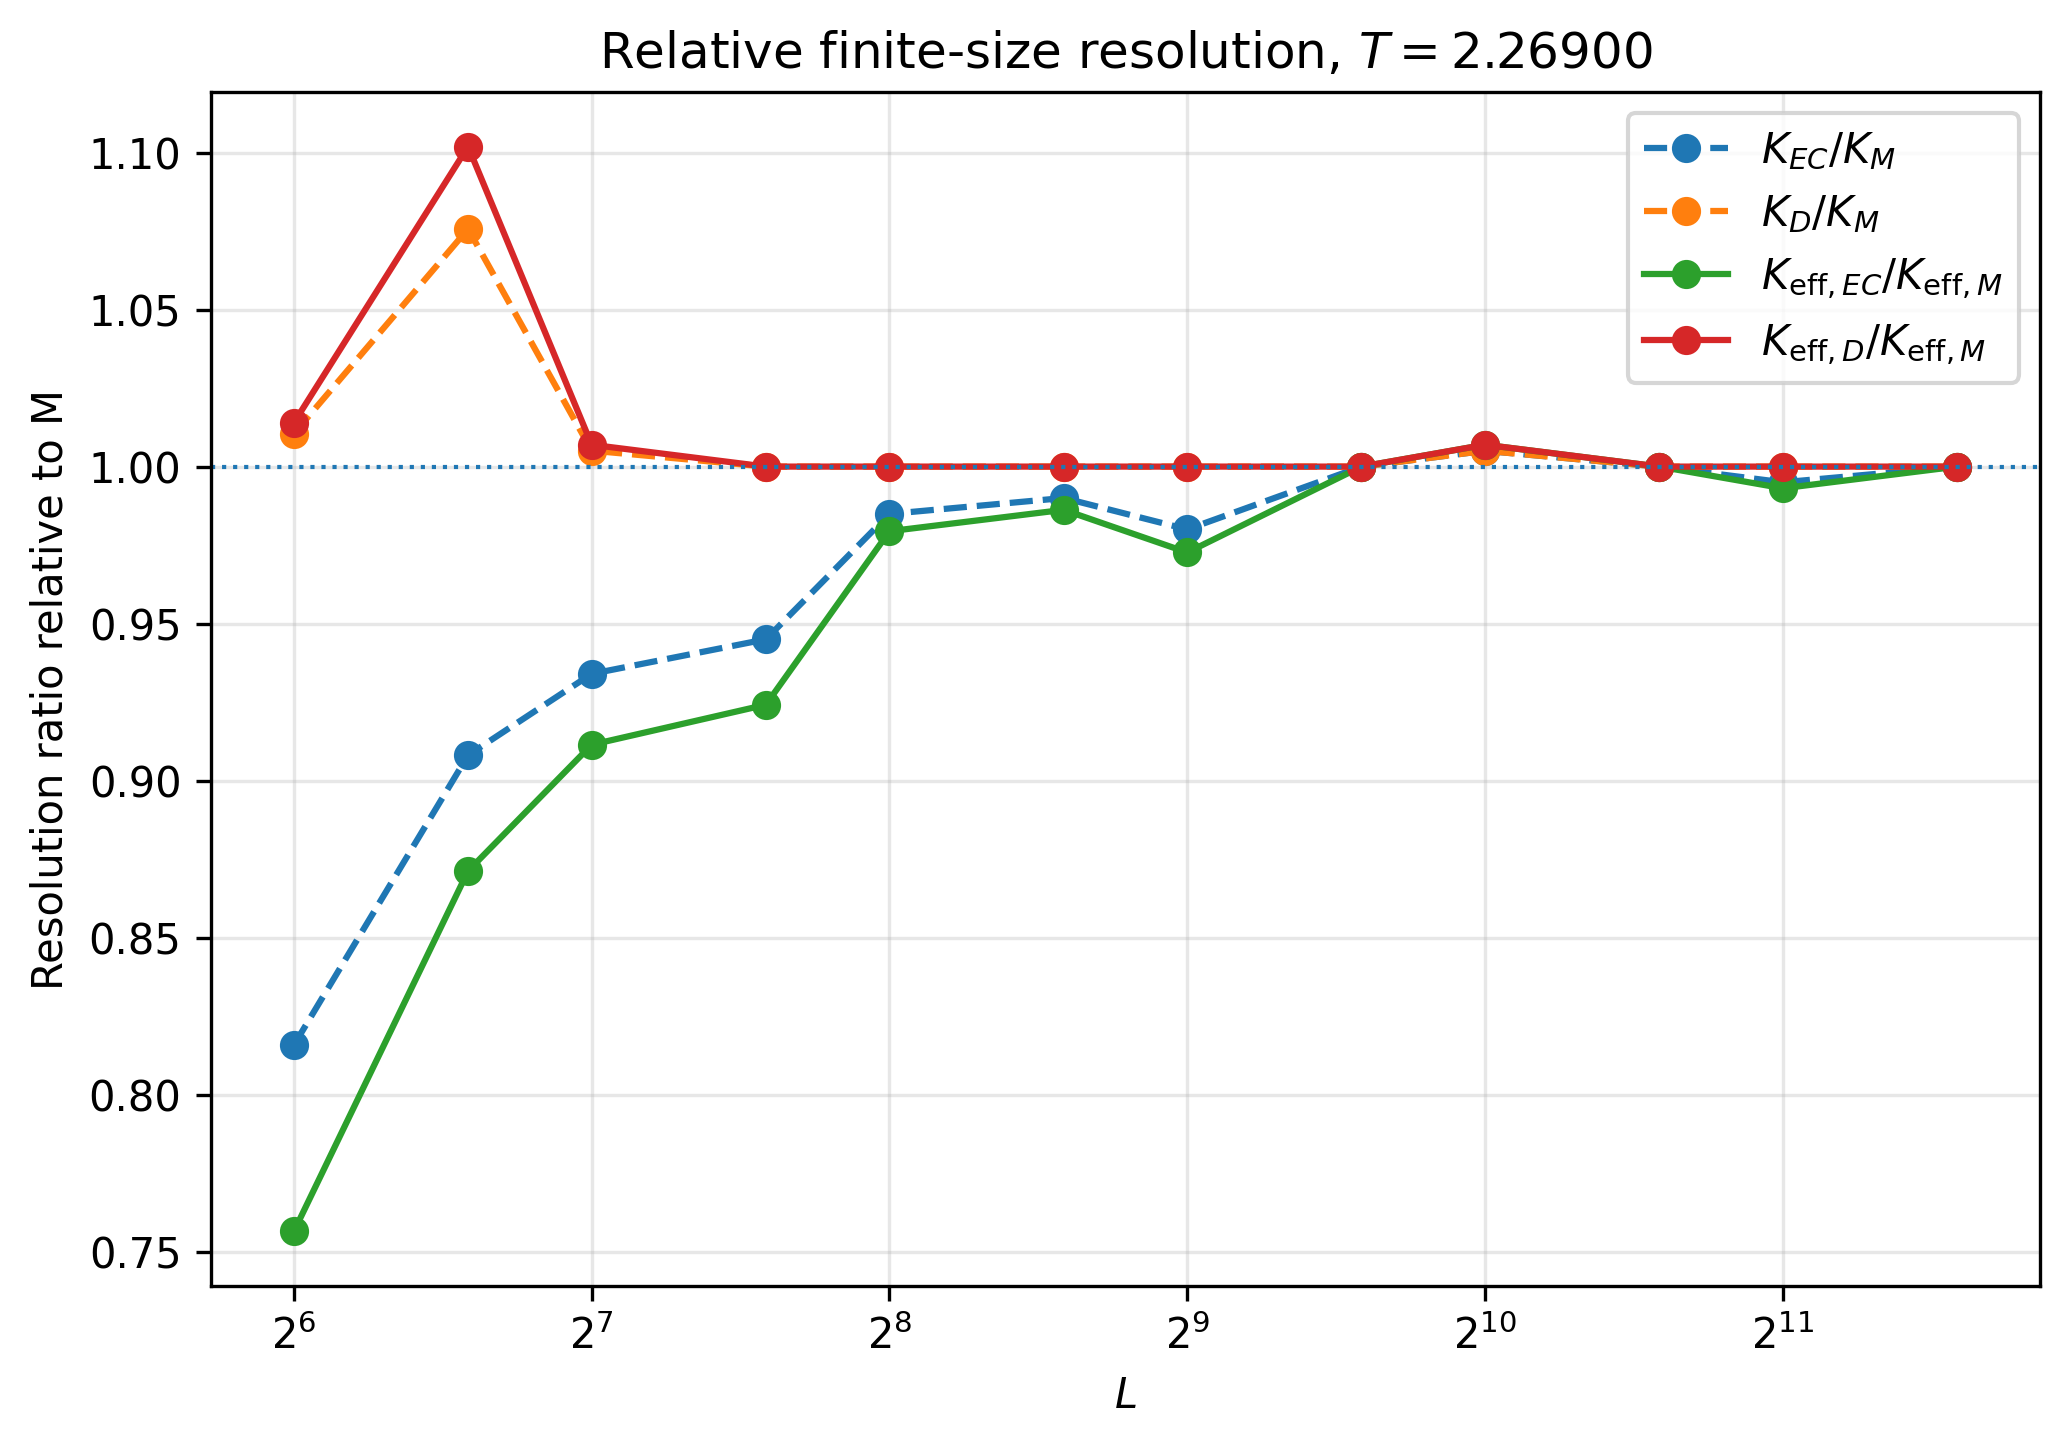 Relative finite-size resolution, T = 2.26900
K_EC/K_M
K_D/K_M
K_eff, EC/K_eff, M
K_eff, D/K_eff, M
Resolution ratio relative to M
1.10
1.05
1.00
0.95
0.90
0.85
0.80
0.75
2^6 2^7 2^8 2^9 2^10 2^11
L